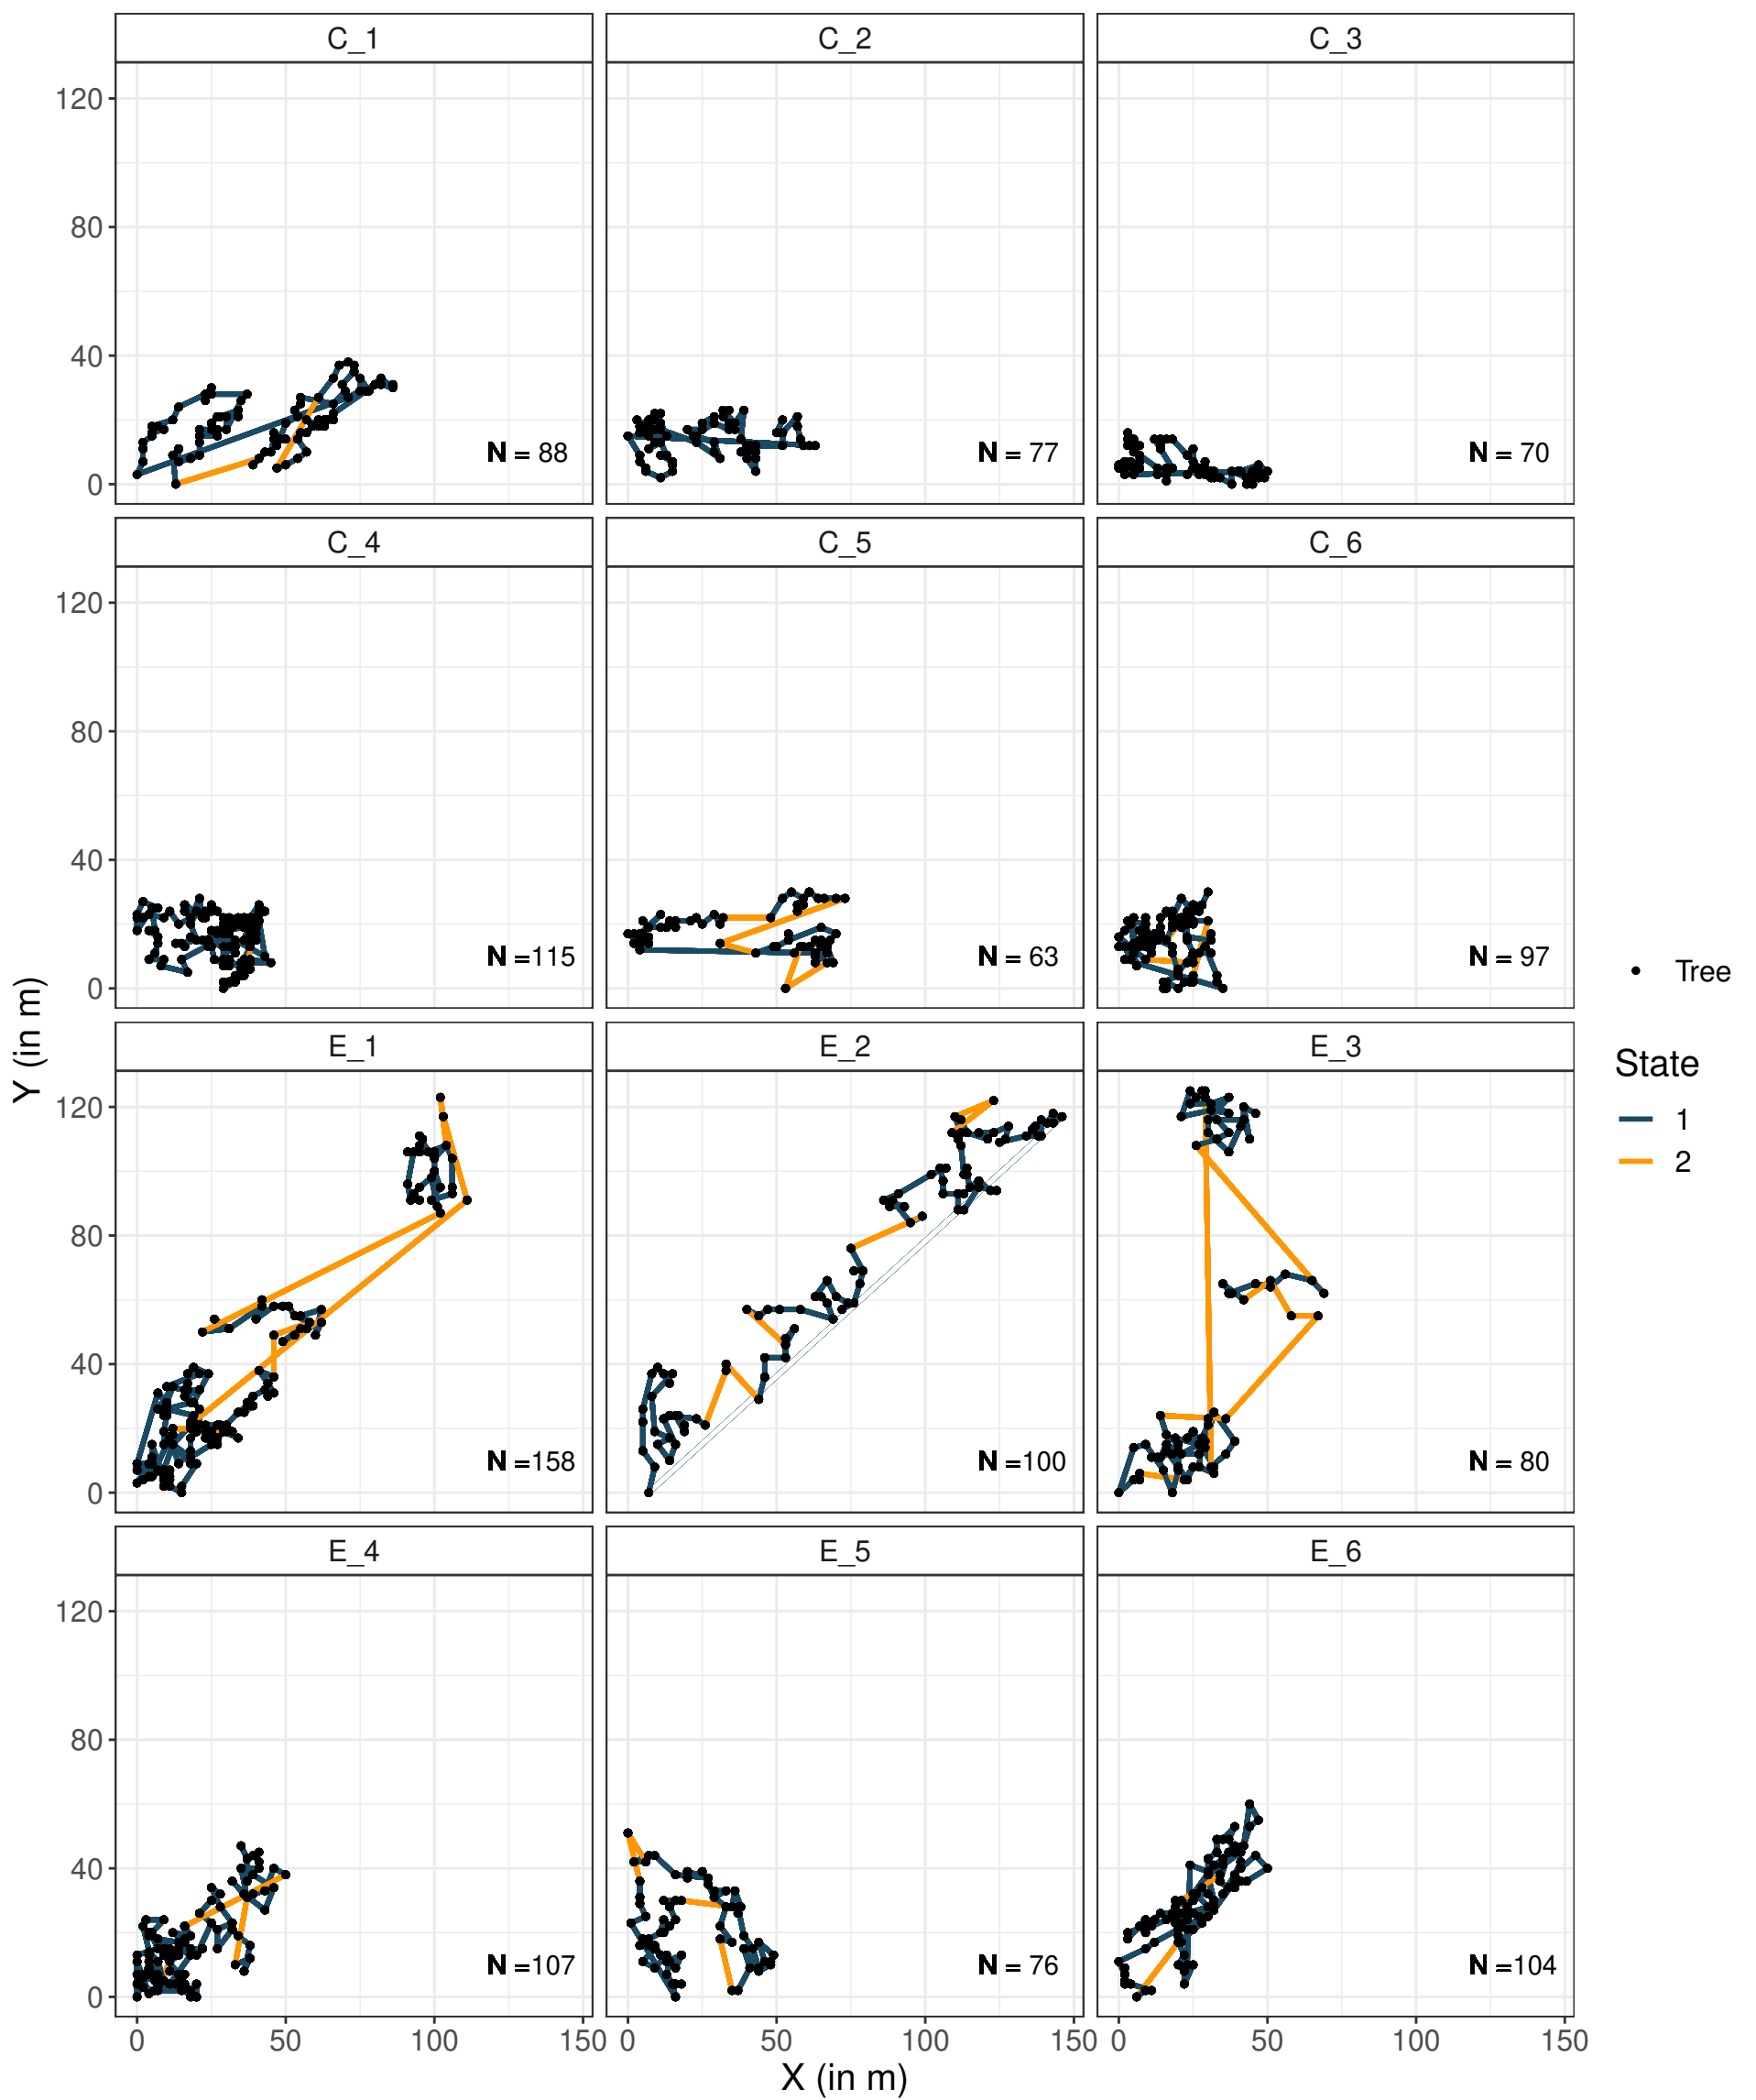 C_1 C_2 C_3
120
80
40
0
N = 88 N = 77 N = 70
C_4 C_5 C_6
120
80
40
0
N =115 N = 63 N = 97
E_1 E_2 E_3
120
80
40
0
N =158 N =100 N = 80
E_4 E_5 E_6
120
80
40
0
N =107 N = 76 N =104
0 50 100 150 0 50 100 150 0 50 100 150
X (in m)
Y (in m)
Tree
State
1
2